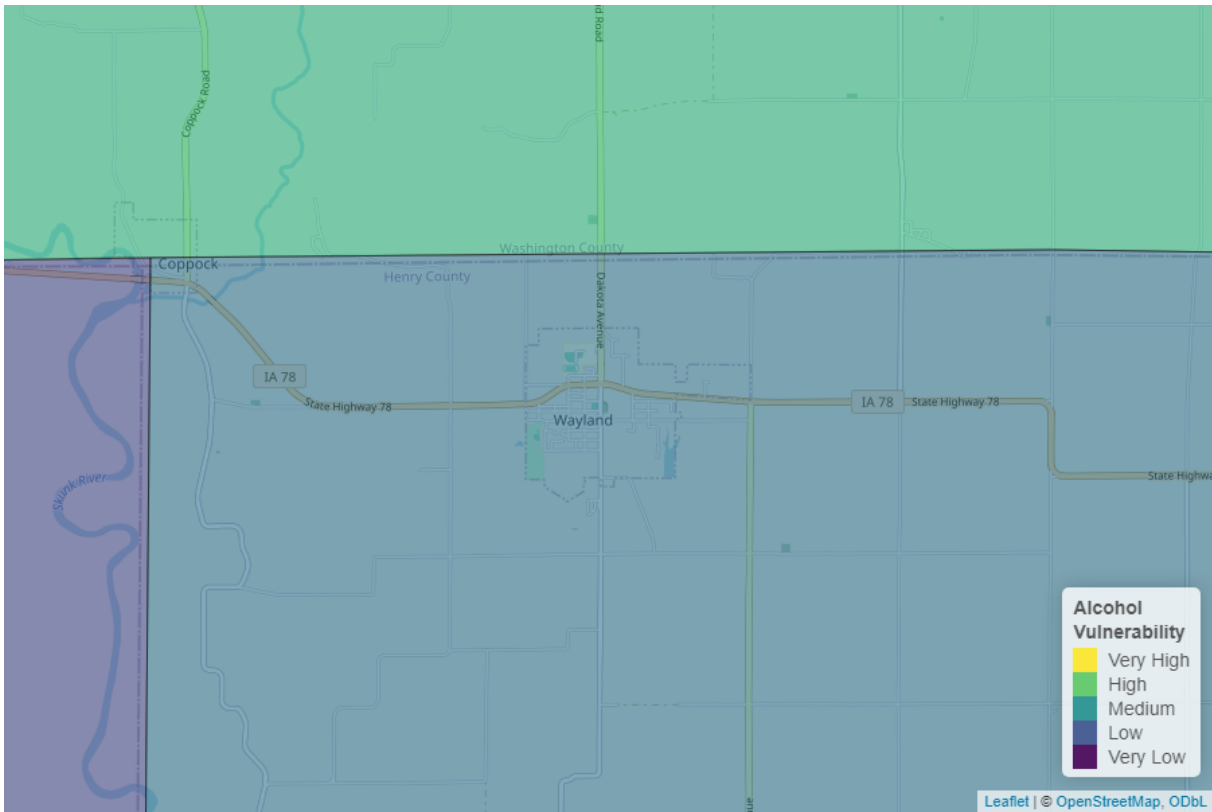 ld Road
Coppock Road
Washington County
Coppock
Henry County
Dakota Avenue
IA 78
State Highway 78
IA 78
State Highway 78
Wayland
State Highwa
Skunk River
Alcohol
Vulnerability
Very High
High
Medium
Low
Very Low
Leaflet | © OpenStreetMap, ODbL